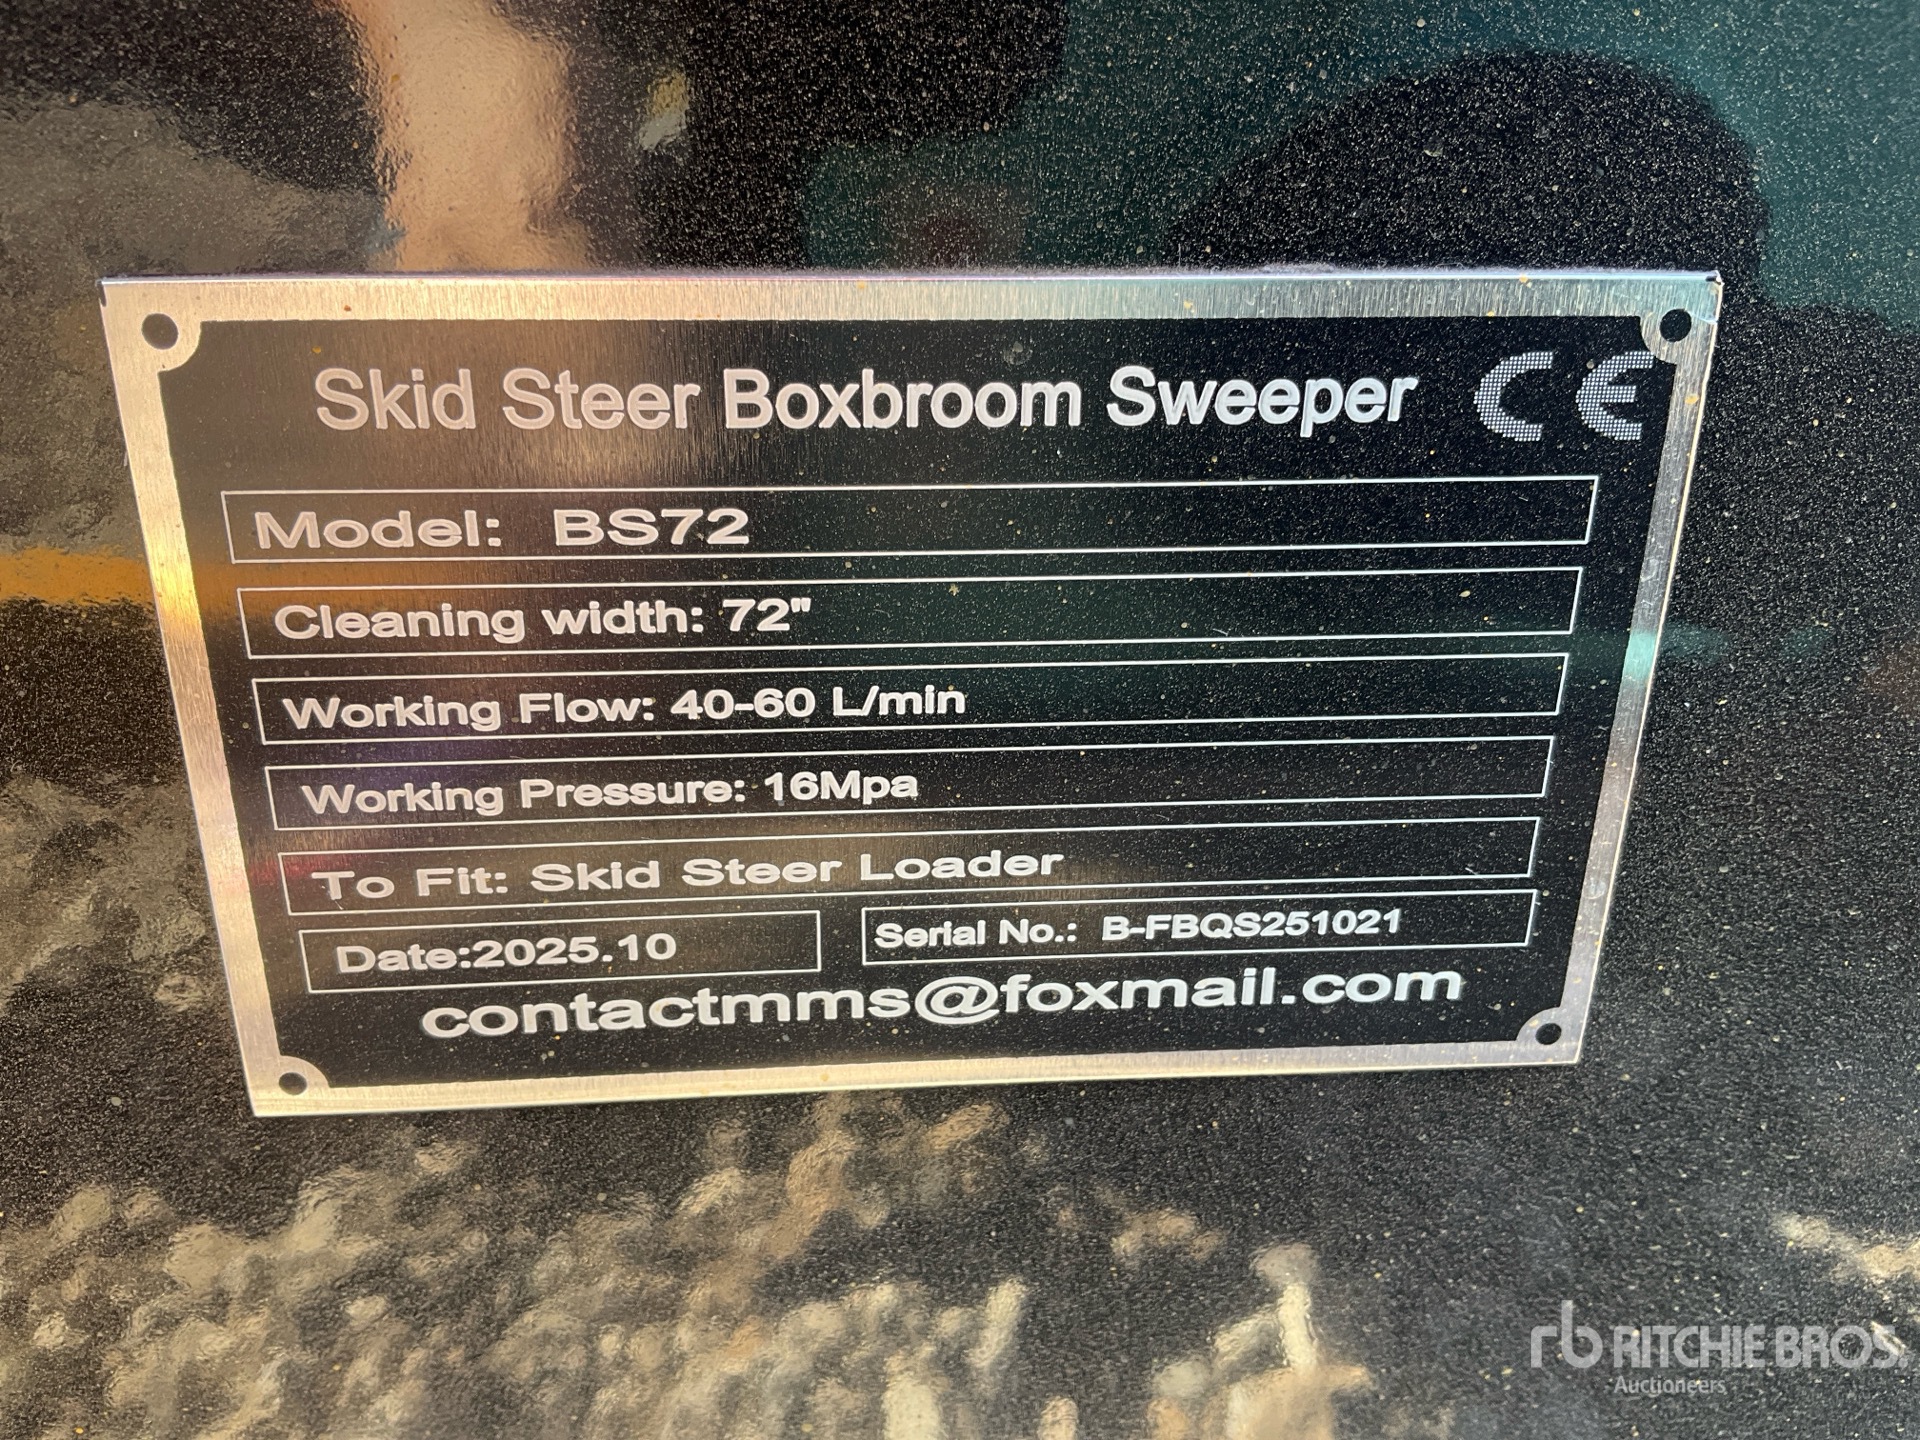 Skid Steer Boxbroom Sweeper CE
Model: BS72
Cleaning width: 72"
Working Flow: 40-60 L/min
Working Pressure: 16Mpa
To Fit: Skid Steer Loader
Date:2025.10 Serial No.: B-FBQS251021
contactmms@foxmail.com
rb RITCHIE BROS.
Auctioneers